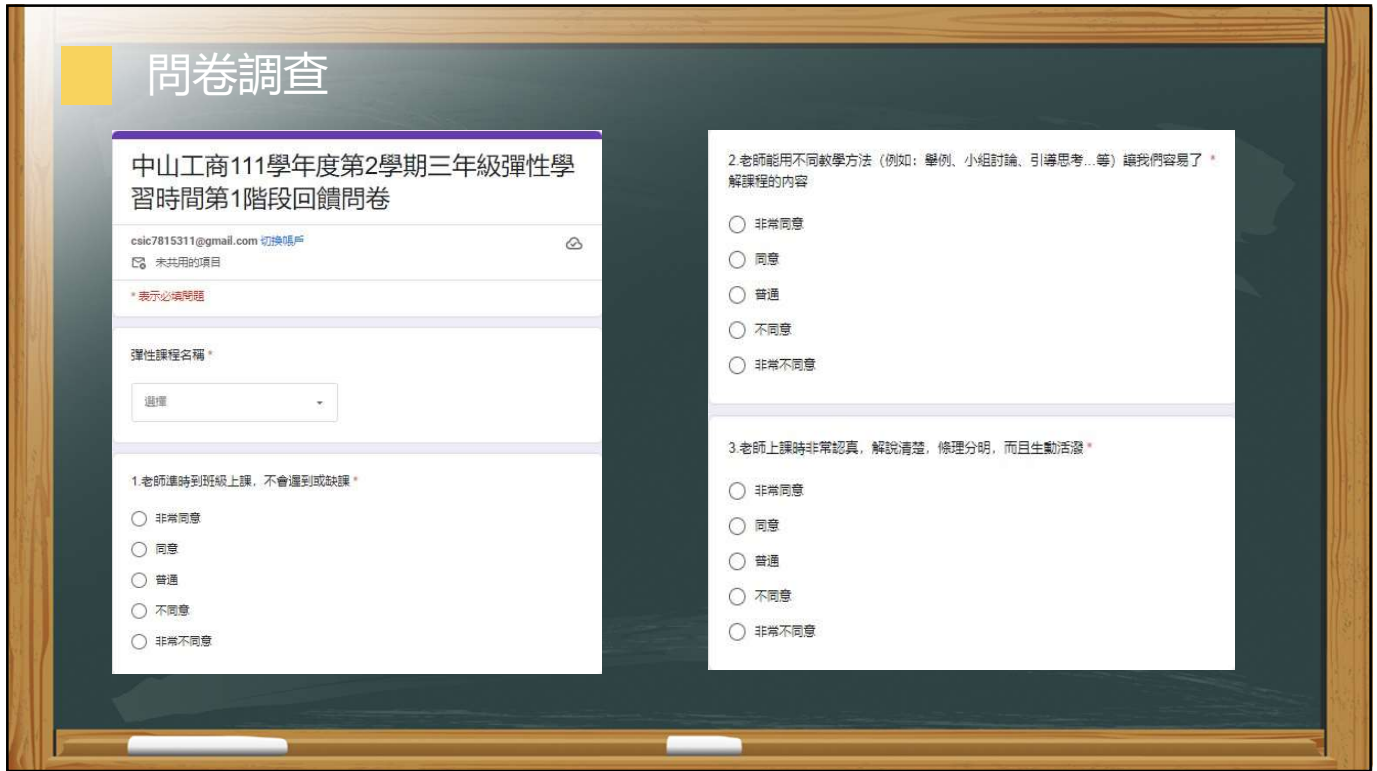 問卷調查
中山工商111學年度第2學期三年級彈性學
習時間第1階段回饋問卷
csic7815311@gmail.com 切換帳戶
未共用的項目
* 表示必填問題
彈性課程名稱 *
選擇
1.老師準時到班級上課，不會遲到或缺課 *
非常同意
同意
普通
不同意
非常不同意
2.老師能用不同教學方法（例如：舉例、小組討論、引導思考...等）讓我們容易了 *
解課程的內容
非常同意
同意
普通
不同意
非常不同意
3.老師上課時非常認真，解說清楚，條理分明，而且生動活潑 *
非常同意
同意
普通
不同意
非常不同意